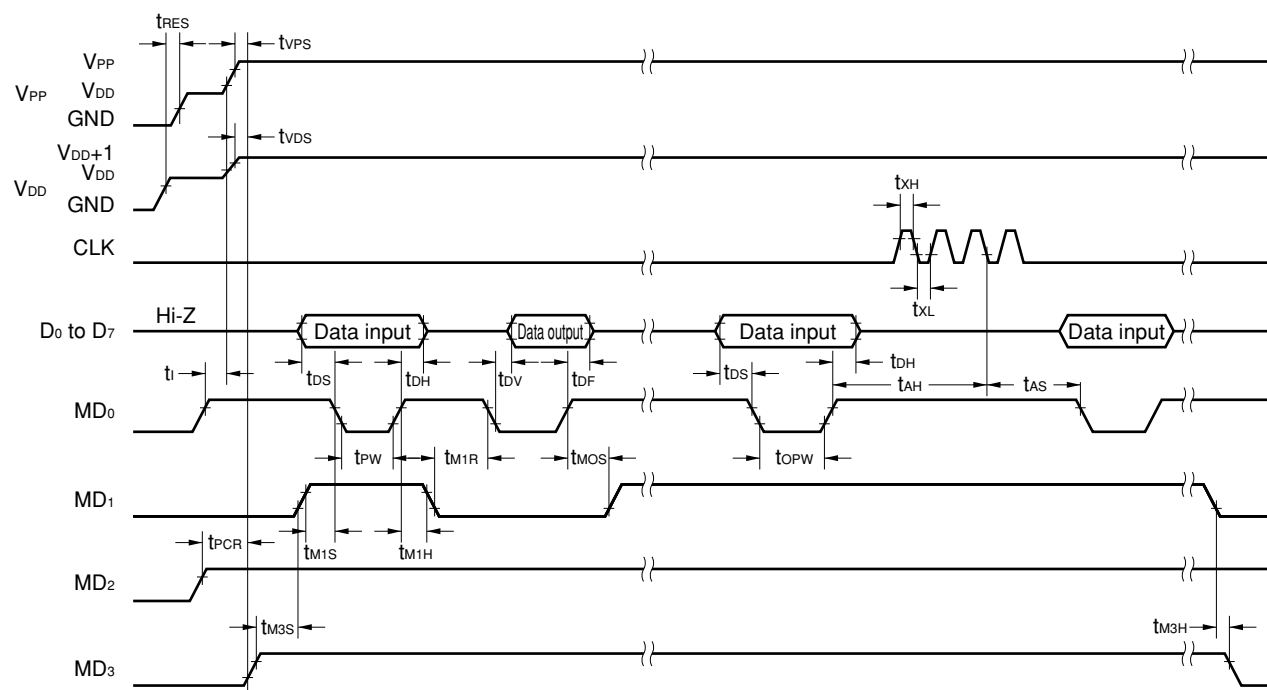 tRES
tVPS
VPP
VPP VDD
GND
tVDS
VDD+1
VDD
VDD
GND
tXH
CLK
tXL
Hi-Z
D0 to D7 Data input Data output Data input Data input
tI tDS tDH tDV tDF tDS tDH
tAH tAS
MD0
tPW tM1R tMOS tOPW
MD1
tPCR tM1S tM1H
MD2
tM3S tM3H
MD3